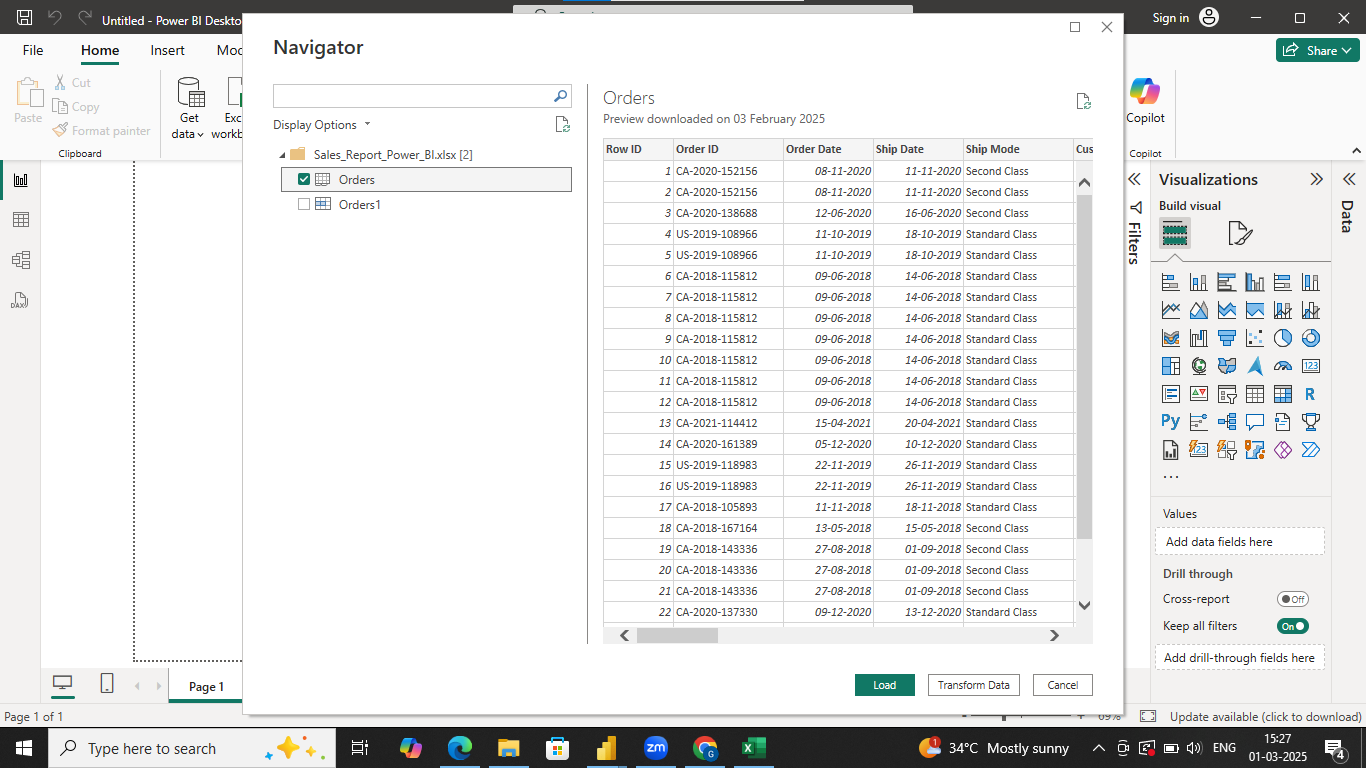 Untitled - Power BI Deskto
Sign in
File
Home
Insert
Mod
Share
Paste
Cut
Copy
Format painter
Clipboard
Get data
Exc
workb
Copilot
Copilot
Navigator
Display Options
Sales_Report_Power_BI.xlsx [2]
Orders
Orders1
Orders
Preview downloaded on 03 February 2025
Row ID Order ID Order Date Ship Date Ship Mode Cus
1 CA-2020-152156 08-11-2020 11-11-2020 Second Class
2 CA-2020-152156 08-11-2020 11-11-2020 Second Class
3 CA-2020-138688 12-06-2020 16-06-2020 Second Class
4 US-2019-108966 11-10-2019 18-10-2019 Standard Class
5 US-2019-108966 11-10-2019 18-10-2019 Standard Class
6 CA-2018-115812 09-06-2018 14-06-2018 Standard Class
7 CA-2018-115812 09-06-2018 14-06-2018 Standard Class
8 CA-2018-115812 09-06-2018 14-06-2018 Standard Class
9 CA-2018-115812 09-06-2018 14-06-2018 Standard Class
10 CA-2018-115812 09-06-2018 14-06-2018 Standard Class
11 CA-2018-115812 09-06-2018 14-06-2018 Standard Class
12 CA-2018-115812 09-06-2018 14-06-2018 Standard Class
13 CA-2021-114412 15-04-2021 20-04-2021 Standard Class
14 CA-2020-161389 05-12-2020 10-12-2020 Standard Class
15 US-2019-118983 22-11-2019 26-11-2019 Standard Class
16 US-2019-118983 22-11-2019 26-11-2019 Standard Class
17 CA-2018-105893 11-11-2018 18-11-2018 Standard Class
18 CA-2018-167164 13-05-2018 15-05-2018 Second Class
19 CA-2018-143336 27-08-2018 01-09-2018 Second Class
20 CA-2018-143336 27-08-2018 01-09-2018 Second Class
21 CA-2018-143336 27-08-2018 01-09-2018 Second Class
22 CA-2020-137330 09-12-2020 13-12-2020 Standard Class
Load
Transform Data
Cancel
Filters
Visualizations
Build visual
123
R
Py
Values
Add data fields here
Drill through
Cross-report
Off
Keep all filters
On
Add drill-through fields here
Data
DAX
Page 1
Page 1 of 1
69%
Update available (click to download)
Type here to search
zm
34°C Mostly sunny
ENG
15:27
01-03-2025
4